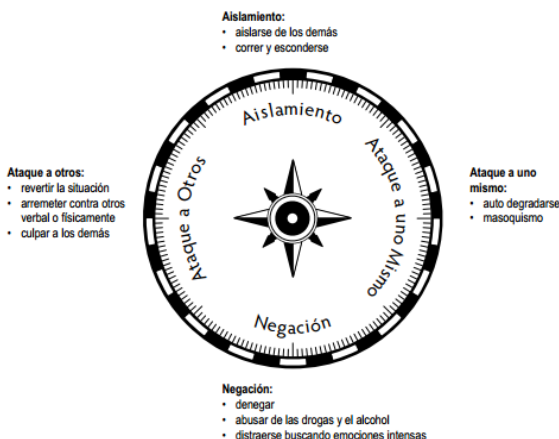 Aislamiento:
• aislarse de los demás
• correr y esconderse
Aislamiento
Ataque a Otros
Ataque a uno Mismo
Negación
Ataque a otros:
• revertir la situación
• arremeter contra otros
verbal o físicamente
• culpar a los demás
Ataque a uno
mismo:
• auto degradarse
• masoquismo
Negación:
• denegar
• abusar de las drogas y el alcohol
• distraerse buscando emociones intensas